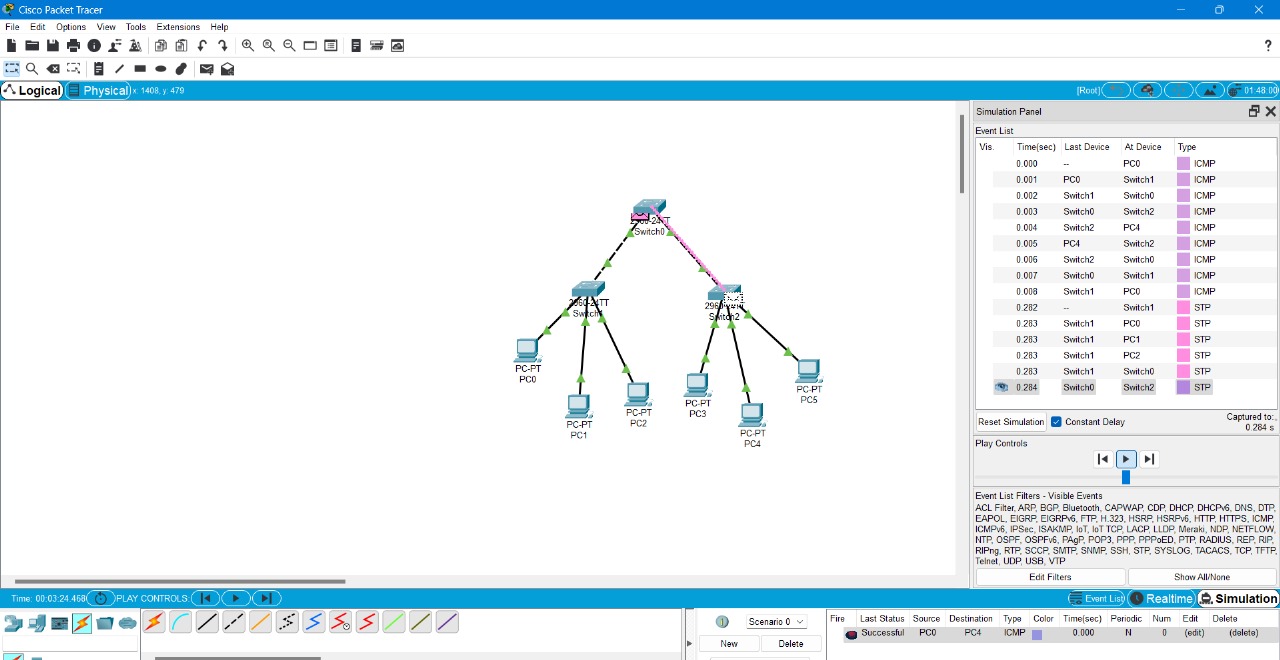 Cisco Packet Tracer
File Edit Options View Tools Extensions Help
?
Logical Physical x: 1408, y: 479 [Root] 01:48:00
Simulation Panel
Event List
Vis. Time(sec) Last Device At Device Type
0.000 -- PC0 ICMP
0.001 PC0 Switch1 ICMP
0.002 Switch1 Switch0 ICMP
0.003 Switch0 Switch2 ICMP
0.004 Switch2 PC4 ICMP
0.005 PC4 Switch2 ICMP
0.006 Switch2 Switch0 ICMP
0.007 Switch0 Switch1 ICMP
0.008 Switch1 PC0 ICMP
0.282 -- Switch1 STP
0.283 Switch1 PC0 STP
0.283 Switch1 PC1 STP
0.283 Switch1 PC2 STP
0.283 Switch1 Switch0 STP
0.284 Switch0 Switch2 STP
Switch0
2960-24TT
Switch1
Switch2
PC-PT
PC0
PC-PT
PC1
PC-PT
PC2
PC-PT
PC3
PC-PT
PC4
PC-PT
PC5
Reset Simulation Constant Delay Captured to:
0.284 s
Play Controls
Event List Filters - Visible Events
ACL Filter, ARP, BGP, Bluetooth, CAPWAP, CDP, DHCP, DHCPv6, DNS, DTP,
EAPOL, EIGRP, EIGRPv6, FTP, H.323, HSRP, HSRPv6, HTTP, HTTPS, ICMP,
ICMPv6, IPSec, ISAKMP, IoT, IoT TCP, LACP, LLDP, Meraki, NDP, NETFLOW,
NTP, OSPF, OSPFv6, PAgP, POP3, PPP, PPPoED, PTP, RADIUS, REP, RIP,
RIPng, RTP, SCCP, SMTP, SNMP, SSH, STP, SYSLOG, TACACS, TCP, TFTP,
Telnet, UDP, USB, VTP
Edit Filters Show All/None
Time: 00:03:24.468 PLAY CONTROLS: Event List Realtime Simulation
Scenario 0
New Delete
Fire Last Status Source Destination Type Color Time(sec) Periodic Num Edit Delete
Successful PC0 PC4 ICMP 0.000 N 0 (edit) (delete)